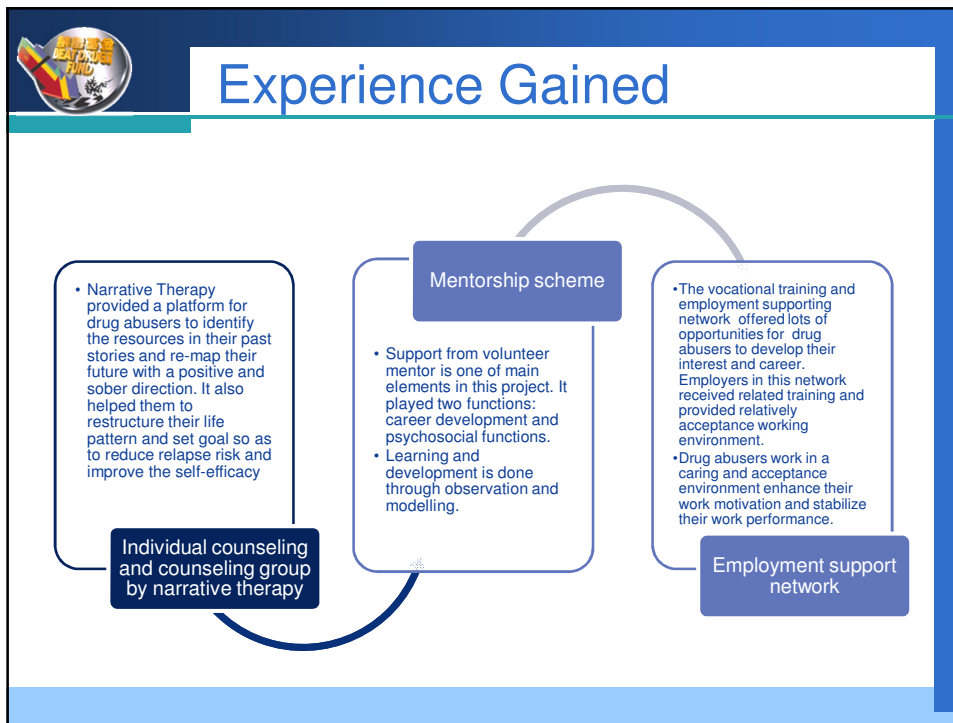 禁毒基金
BEAT DRUGS
FUND
Experience Gained
• Narrative Therapy
provided a platform for
drug abusers to identify
the resources in their past
stories and re-map their
future with a positive and
sober direction. It also
helped them to
restructure their life
pattern and set goal so as
to reduce relapse risk and
improve the self-efficacy
Individual counseling
and counseling group
by narrative therapy
Mentorship scheme
• Support from volunteer
mentor is one of main
elements in this project. It
played two functions:
career development and
psychosocial functions.
• Learning and
development is done
through observation and
modelling.
•The vocational training and
employment supporting
network offered lots of
opportunities for drug
abusers to develop their
interest and career.
Employers in this network
received related training and
provided relatively
acceptance working
environment.
•Drug abusers work in a
caring and acceptance
environment enhance their
work motivation and stabilize
their work performance.
Employment support
network